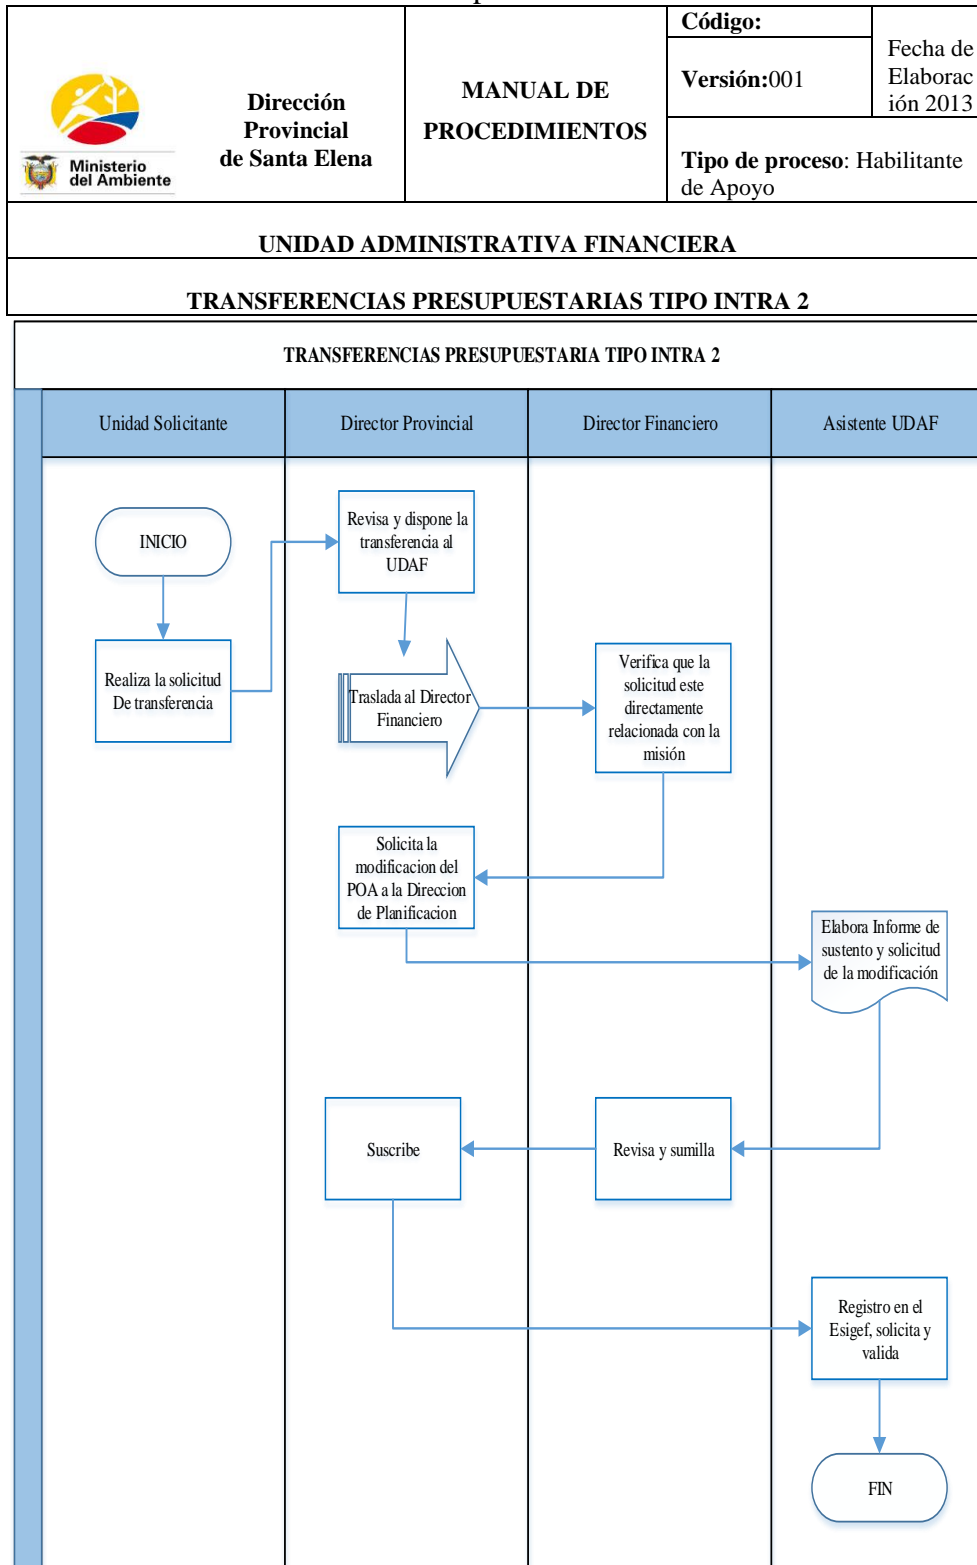 Ministerio
del Ambiente
Dirección
Provincial
de Santa Elena
MANUAL DE
PROCEDIMIENTOS
Código:
Versión:001
Fecha de
Elaborac
ión 2013
Tipo de proceso: Habilitante
de Apoyo
UNIDAD ADMINISTRATIVA FINANCIERA
TRANSFERENCIAS PRESUPUESTARIAS TIPO INTRA 2
TRANSFERENCIAS PRESUPUESTARIA TIPO INTRA 2
Unidad Solicitante
Director Provincial
Director Financiero
Asistente UDAF
INICIO
Realiza la solicitud
De transferencia
Revisa y dispone la
transferencia al
UDAF
Traslada al Director
Financiero
Verifica que la
solicitud este
directamente
relacionada con la
misión
Solicita la
modificacion del
POA a la Direccion
de Planificacion
Elabora Informe de
sustento y solicitud
de la modificación
Revisa y sumilla
Suscribe
Registro en el
Esigef, solicita y
valida
FIN